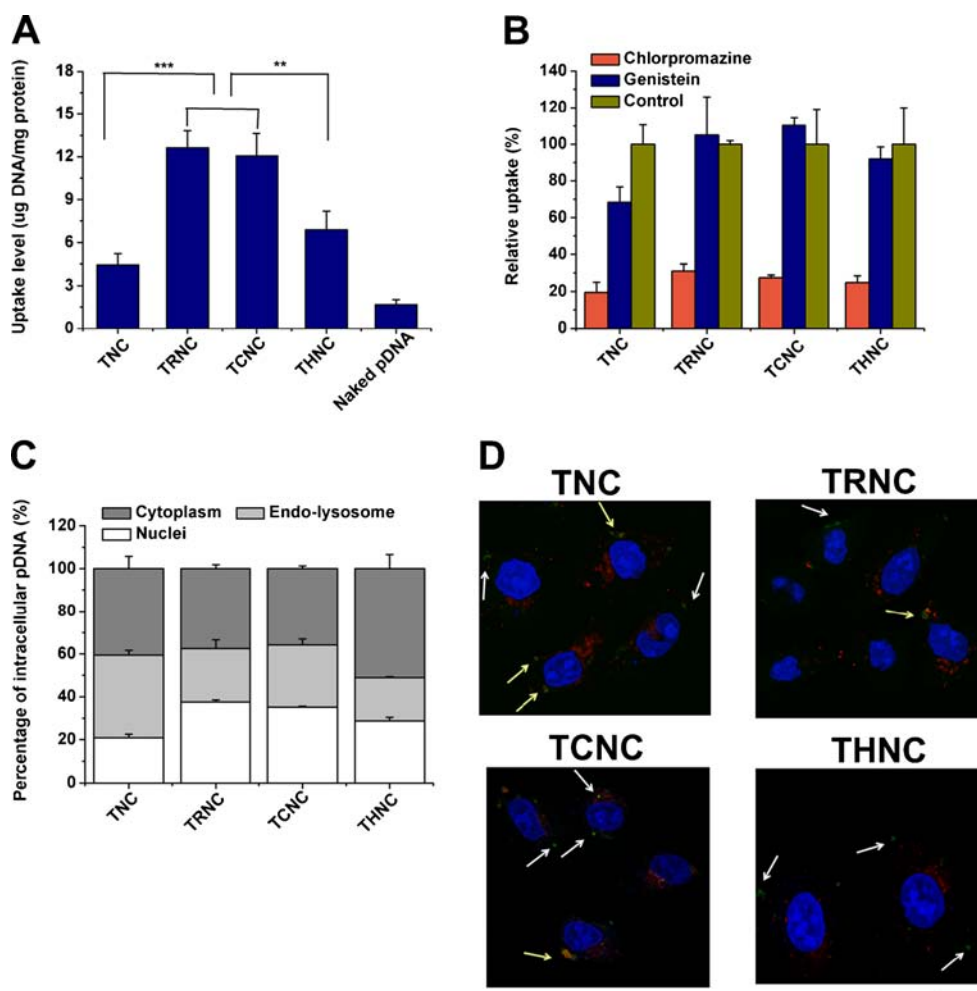 A
Uptake level (ug DNA/mg protein)
18
15
12
9
6
3
0
***
**
TNC
TRNC
TCNC
THNC
Naked pDNA
B
Relative uptake (%)
140
120
100
80
60
40
20
0
Chlorpromazine
Genistein
Control
TNC
TRNC
TCNC
THNC
C
Percentage of intracellular pDNA (%)
120
100
80
60
40
20
0
Cytoplasm Endo-lysosome
Nuclei
TNC
TRNC
TCNC
THNC
D
TNC
TRNC
TCNC
THNC